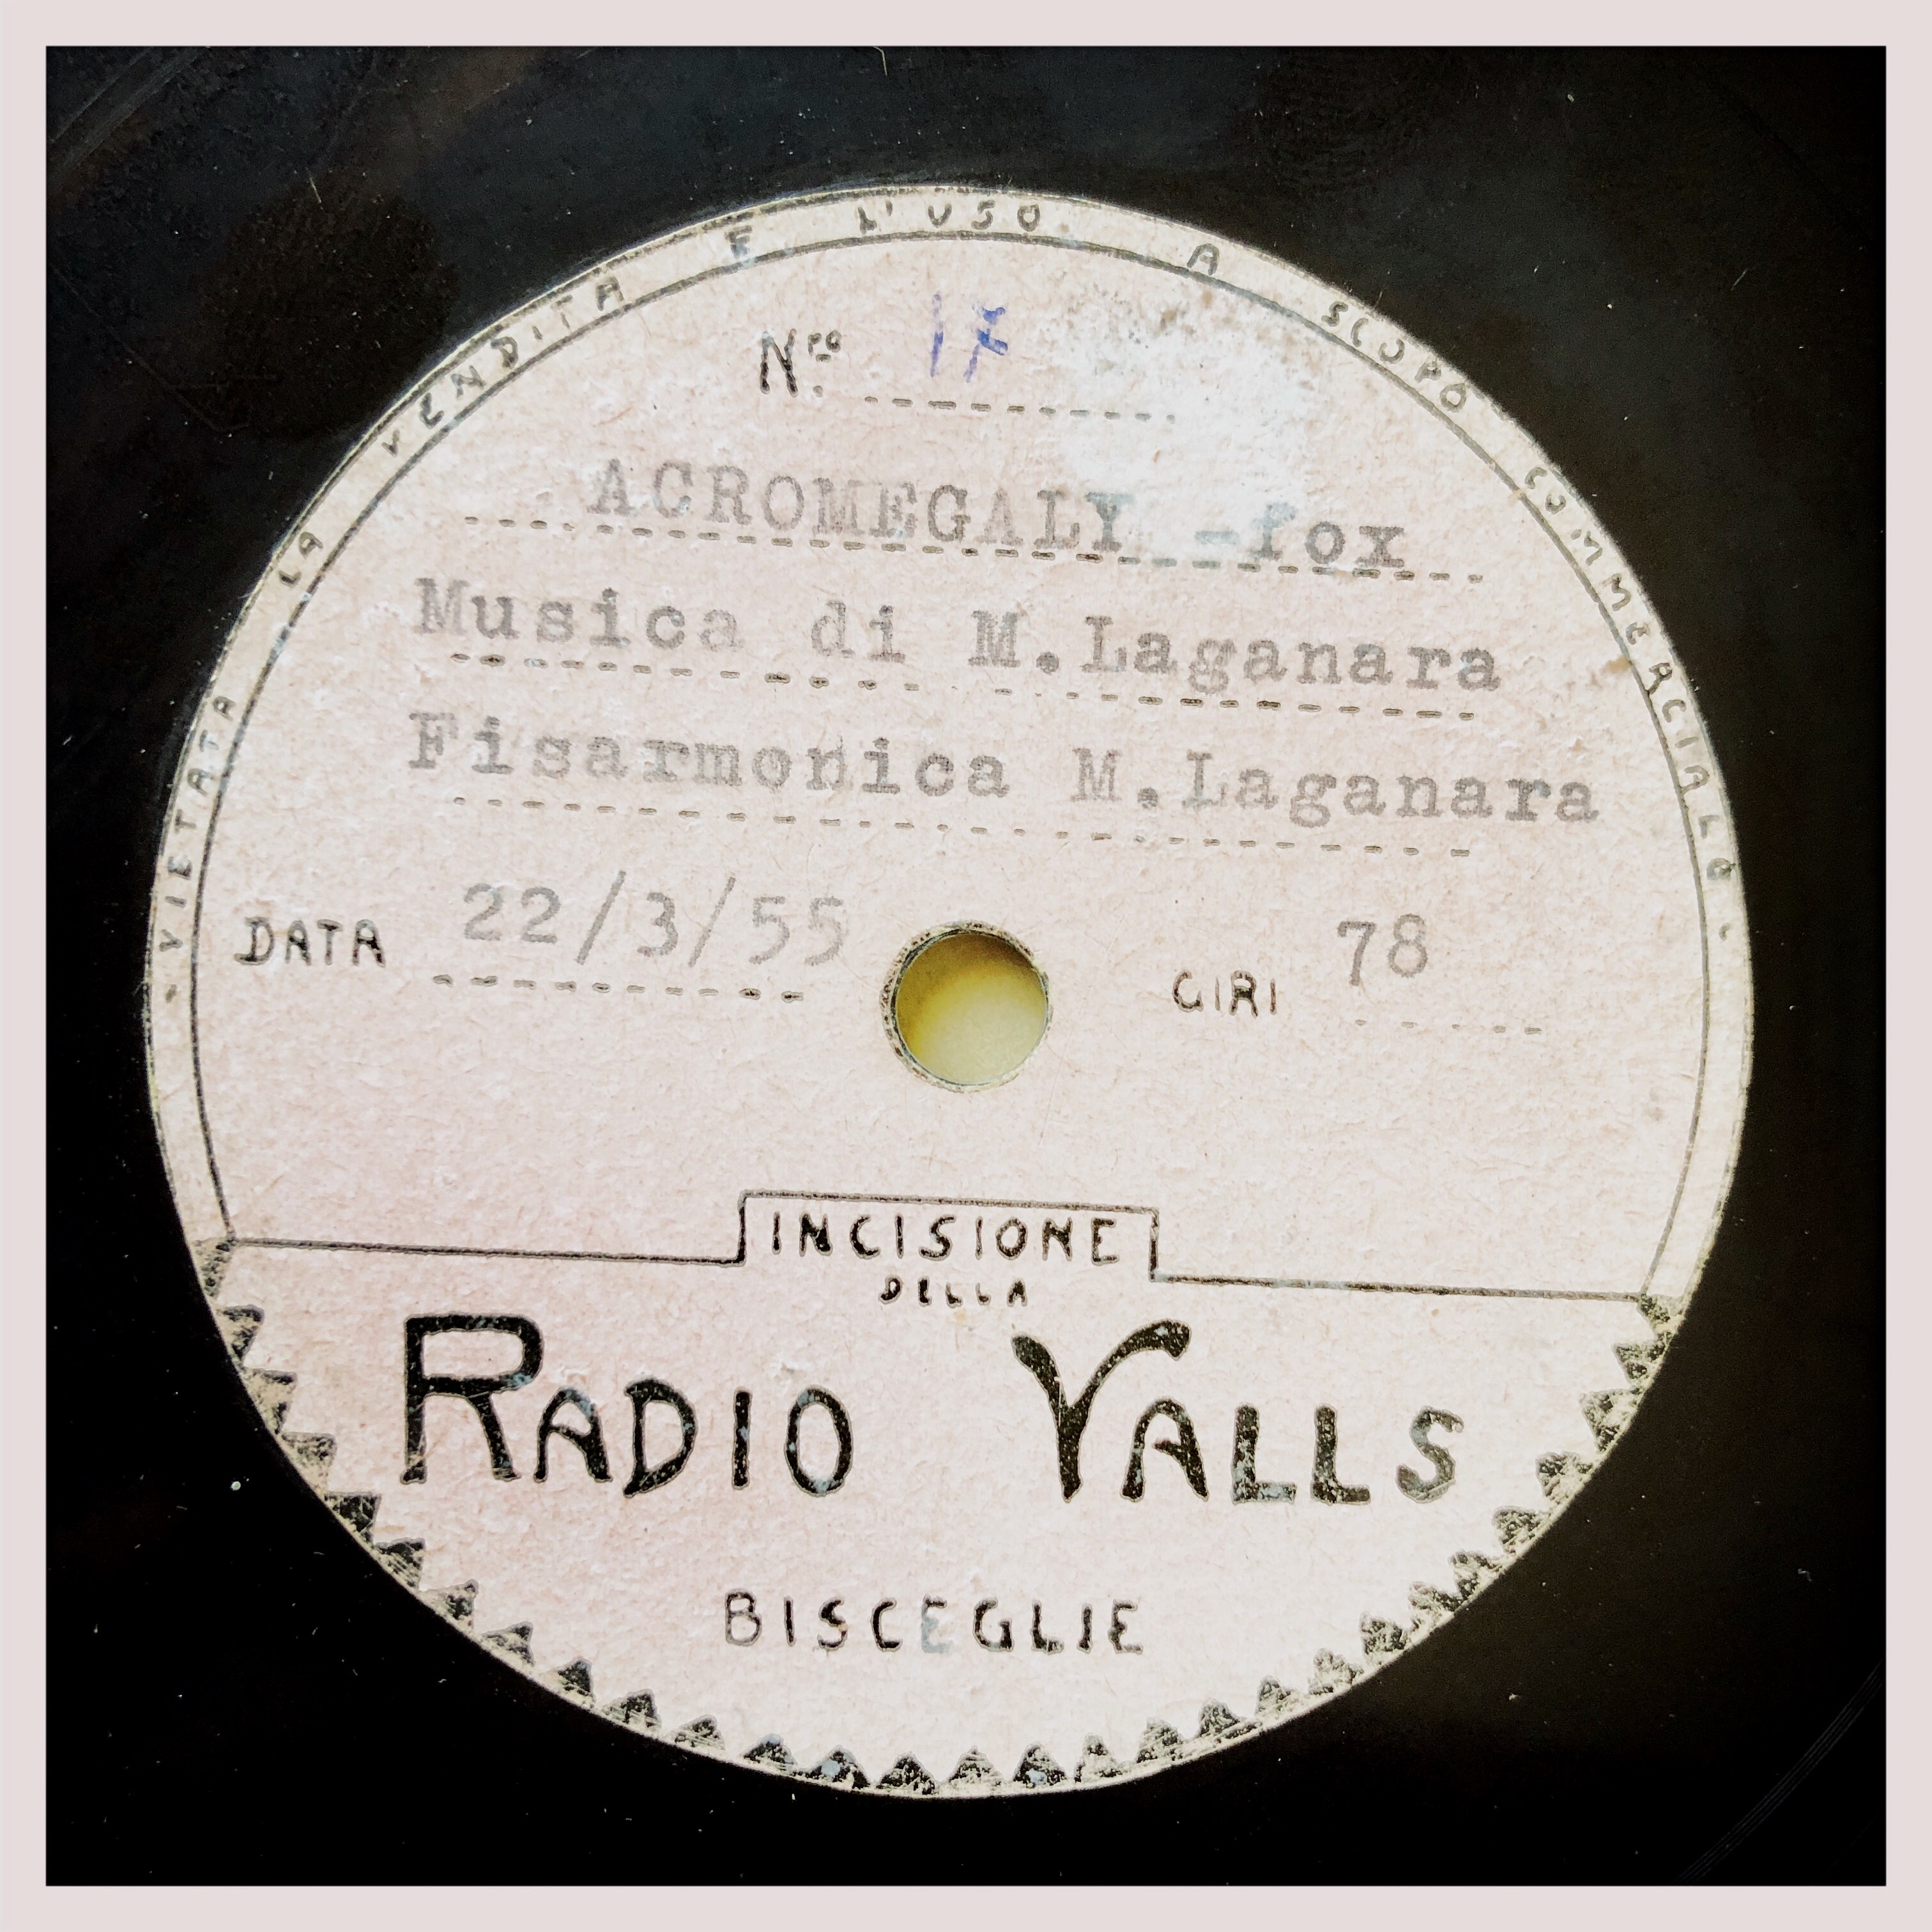 - VIETATA LA VENDITA E L'USO A SCOPO COMMERCIALE -
Nro. 17
ACROMEGALY -fox
Musica di M.Laganara
Fisarmonica M.Laganara
DATA 22/3/55 GIRI 78
INCISIONE
DELLA
RADIO VALLS
BISCEGLIE